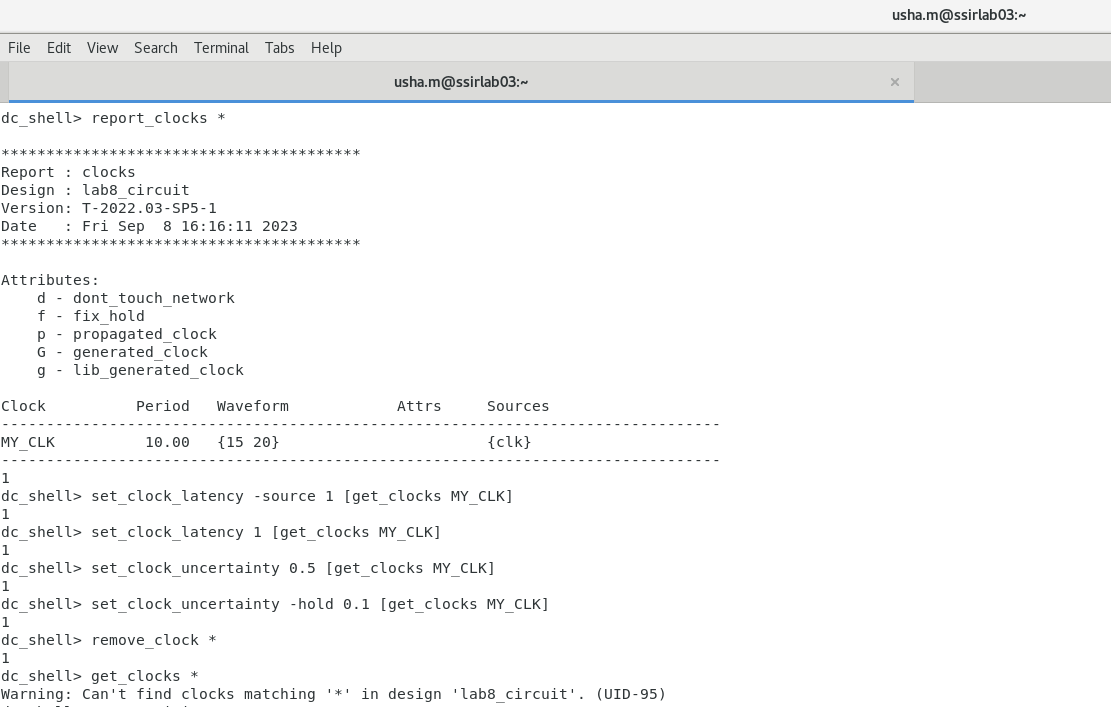 usha.m@ssirlab03:~
File Edit View Search Terminal Tabs Help
usha.m@ssirlab03:~ ×
dc_shell> report_clocks *
****************************************
Report : clocks
Design : lab8_circuit
Version: T-2022.03-SP5-1
Date   : Fri Sep  8 16:16:11 2023
****************************************
Attributes:
    d - dont_touch_network
    f - fix_hold
    p - propagated_clock
    G - generated_clock
    g - lib_generated_clock
Clock          Period   Waveform            Attrs     Sources
--------------------------------------------------------------------------------
MY_CLK          10.00   {15 20}                       {clk}
--------------------------------------------------------------------------------
1
dc_shell> set_clock_latency -source 1 [get_clocks MY_CLK]
1
dc_shell> set_clock_latency 1 [get_clocks MY_CLK]
1
dc_shell> set_clock_uncertainty 0.5 [get_clocks MY_CLK]
1
dc_shell> set_clock_uncertainty -hold 0.1 [get_clocks MY_CLK]
1
dc_shell> remove_clock *
1
dc_shell> get_clocks *
Warning: Can't find clocks matching '*' in design 'lab8_circuit'. (UID-95)